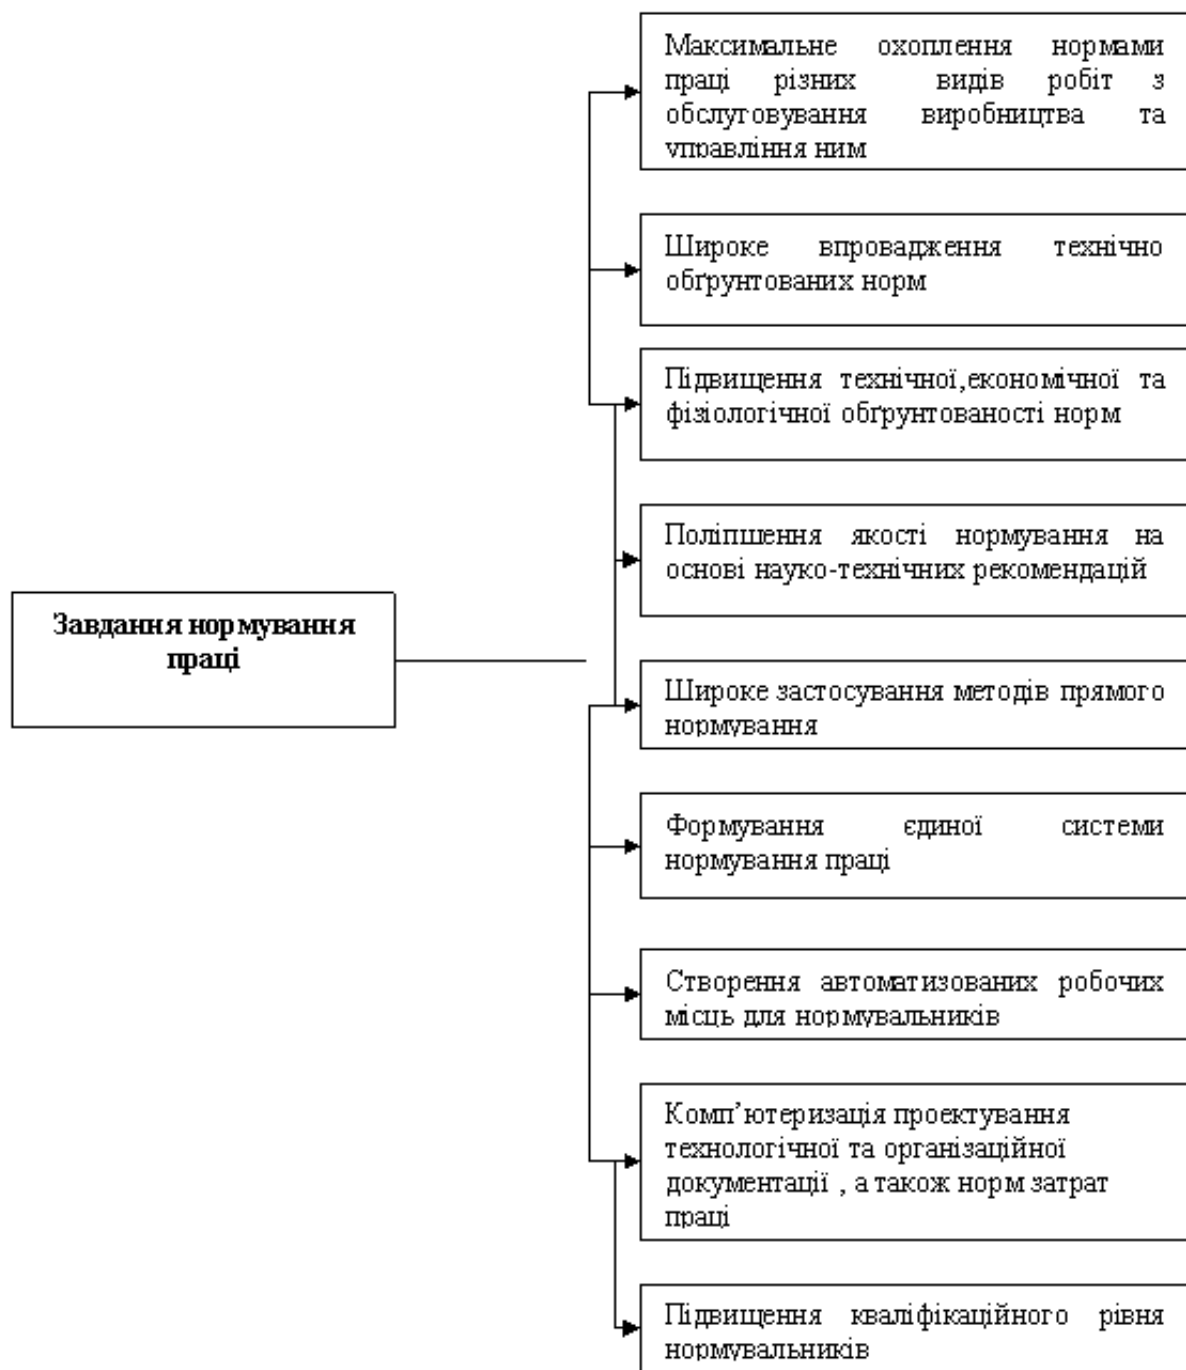 Максимальне охоплення нормами
праці різних видів робіт з
обслуговування виробництва та
управління ним
Широке впровадження технічно
обґрунтованих норм
Підвищення технічної,економічної та
фізіологічної обґрунтованості норм
Поліпшення якості нормування на
основі науко-технічних рекомендацій
Завдання нормування
праці
Широке застосування методів прямого
нормування
Формування єдиної системи
нормування праці
Створення автоматизованих робочих
місць для нормувальників
Комп’ютеризація проектування
технологічної та організаційної
документації , а також норм затрат
праці
Підвищення кваліфікаційного рівня
нормувальників